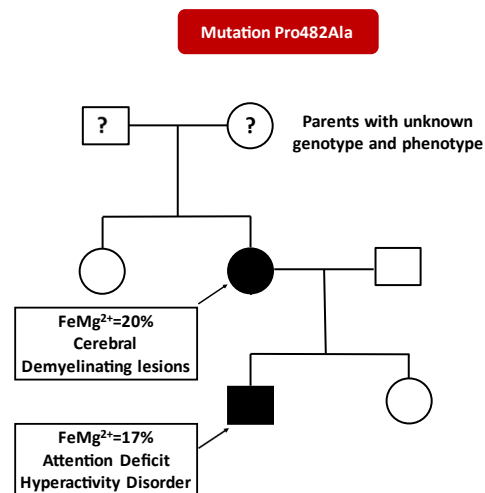 Mutation Pro482Ala
?
?
Parents with unknown
genotype and phenotype
FeMg²⁺=20%
Cerebral
Demyelinating lesions
FeMg²⁺=17%
Attention Deficit
Hyperactivity Disorder